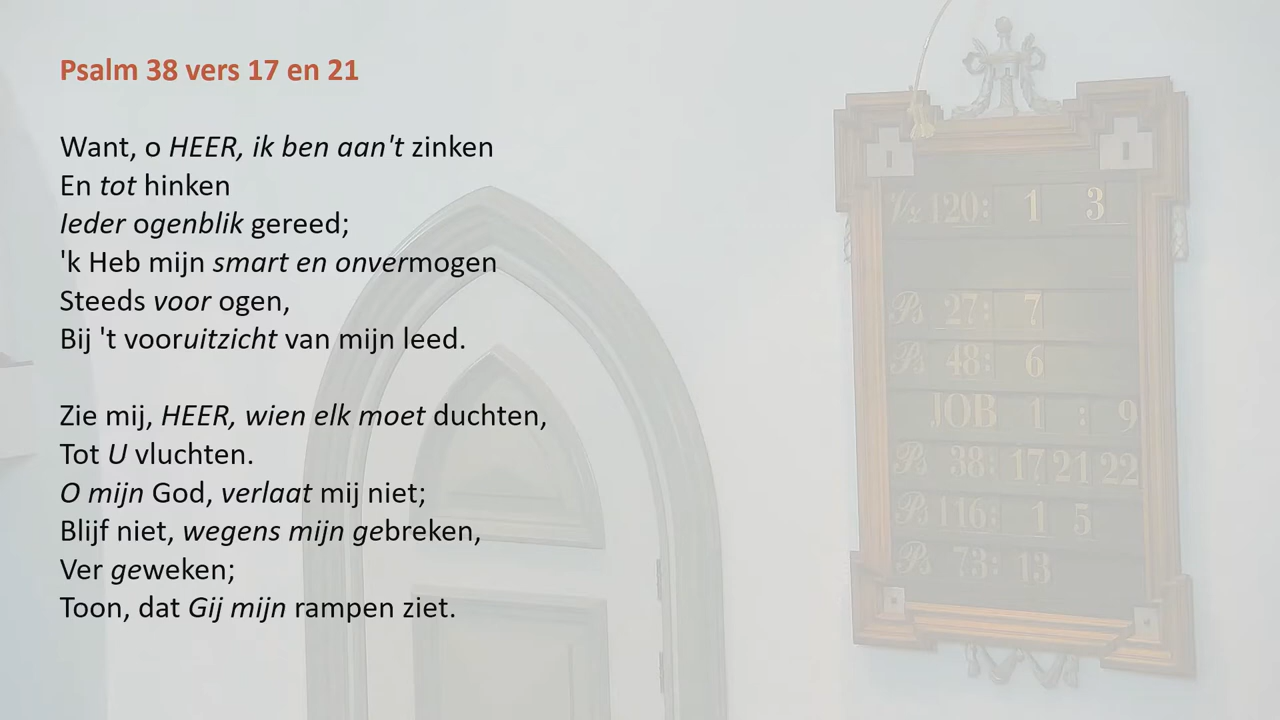 Psalm 38 vers 17 en 21
Want, o HEER, ik ben aan't zinken
En tot hinken
Ieder ogenblik gereed;
'k Heb mijn smart en onvermogen
Steeds voor ogen,
Bij 't vooruitzicht van mijn leed.
Zie mij, HEER, wien elk moet duchten,
Tot U vluchten.
O mijn God, verlaat mij niet;
Blijf niet, wegens mijn gebreken,
Ver geweken;
Toon, dat Gij mijn rampen ziet.
120: 1 3
Ps 27: 7
Ps 48: 6
JOB 1 : 9
Ps 38: 17 21 22
Ps 116: 1 5
Ps 73: 13